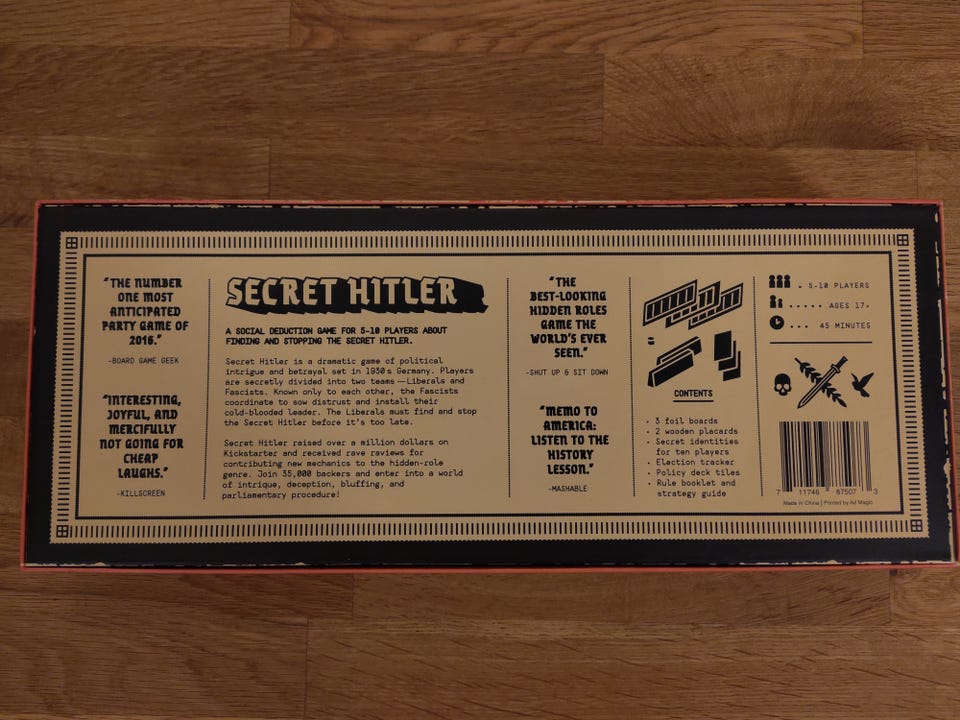 "THE NUMBER
ONE MOST
ANTICIPATED
PARTY GAME OF
2016."
-BOARD GAME GEEK
"INTERESTING,
JOYFUL, AND
MERCIFULLY
NOT GOING FOR
CHEAP
LAUGHS."
-KILLSCREEN
SECRET HITLER
A SOCIAL DEDUCTION GAME FOR 5-10 PLAYERS ABOUT
FINDING AND STOPPING THE SECRET HITLER.
Secret Hitler is a dramatic game of political
intrigue and betrayal set in 1930s Germany. Players
are secretly divided into two teams—Liberals and
Fascists. Known only to each other, the Fascists
coordinate to sow distrust and install their
cold-blooded leader. The Liberals must find and stop
the Secret Hitler before it's too late.
Secret Hitler raised over a million dollars on
Kickstarter and received rave reviews for
contributing new mechanics to the hidden-role
genre. Join 35,000 backers and enter into a world
of intrigue, deception, bluffing, and
parliamentary procedure!
"THE
BEST-LOOKING
HIDDEN ROLES
GAME THE
WORLD'S EVER
SEEN."
-SHUT UP & SIT DOWN
"MEMO TO
AMERICA:
LISTEN TO THE
HISTORY
LESSON."
-MASHABLE
CONTENTS
• 3 foil boards
• 2 wooden placards
• Secret identities
for ten players
• Election tracker
• Policy deck tiles
• Rule booklet and
strategy guide
. 5-10 PLAYERS
..... AGES 17+
... 45 MINUTES
7 11746 87507 3
Made in China | Printed by Ad Magic